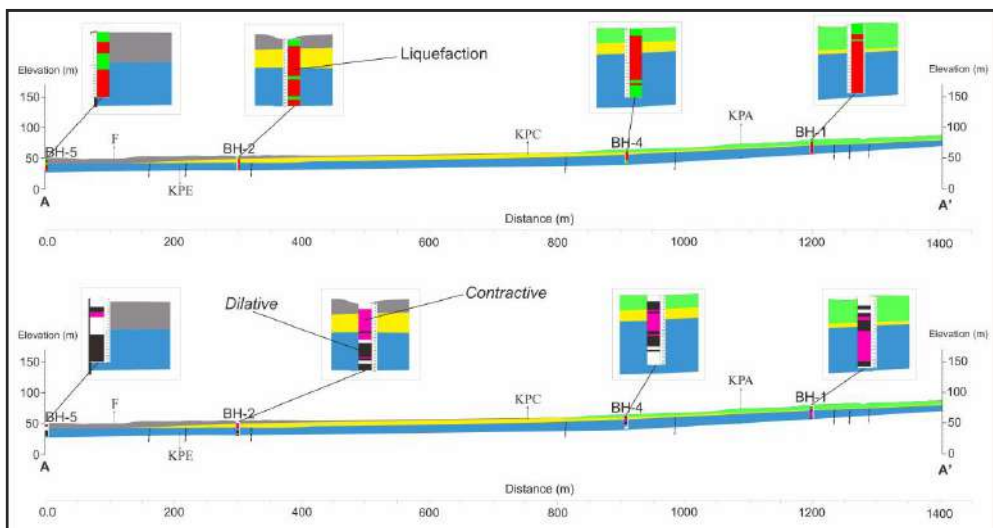 Liquefaction
Elevation (m)
Elevation (m)
150
150
KPC
KPA
100
100
BH-5
F
BH-2
BH-4
BH-1
50
50
0
KPE
0
A
A'
Distance (m)
0.0 200 400 600 800 1000 1200 1400
Dilative
Contractive
Elevation (m)
Elevation (m)
150
150
KPC
KPA
100
100
BH-5
F
BH-2
BH-4
BH-1
50
50
0
KPE
0
A
A'
Distance (m)
0.0 200 400 600 800 1000 1200 1400